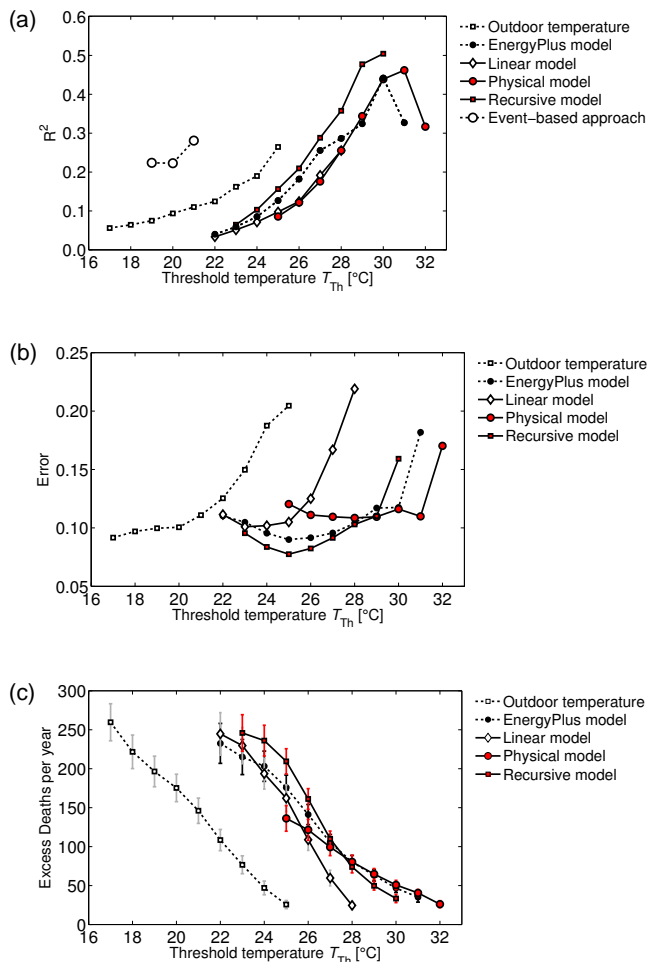 (a)
0.6
0.5
0.4
0.3
0.2
0.1
0.0
R²
16 18 20 22 24 26 28 30 32
Threshold temperature T_Th [°C]
Outdoor temperature
EnergyPlus model
Linear model
Physical model
Recursive model
Event−based approach
(b)
0.25
0.20
0.15
0.10
0.05
Error
16 18 20 22 24 26 28 30 32
Threshold temperature T_Th [°C]
Outdoor temperature
EnergyPlus model
Linear model
Physical model
Recursive model
(c)
300
250
200
150
100
50
0
Excess Deaths per year
16 18 20 22 24 26 28 30 32
Threshold temperature T_Th [°C]
Outdoor temperature
EnergyPlus model
Linear model
Physical model
Recursive model